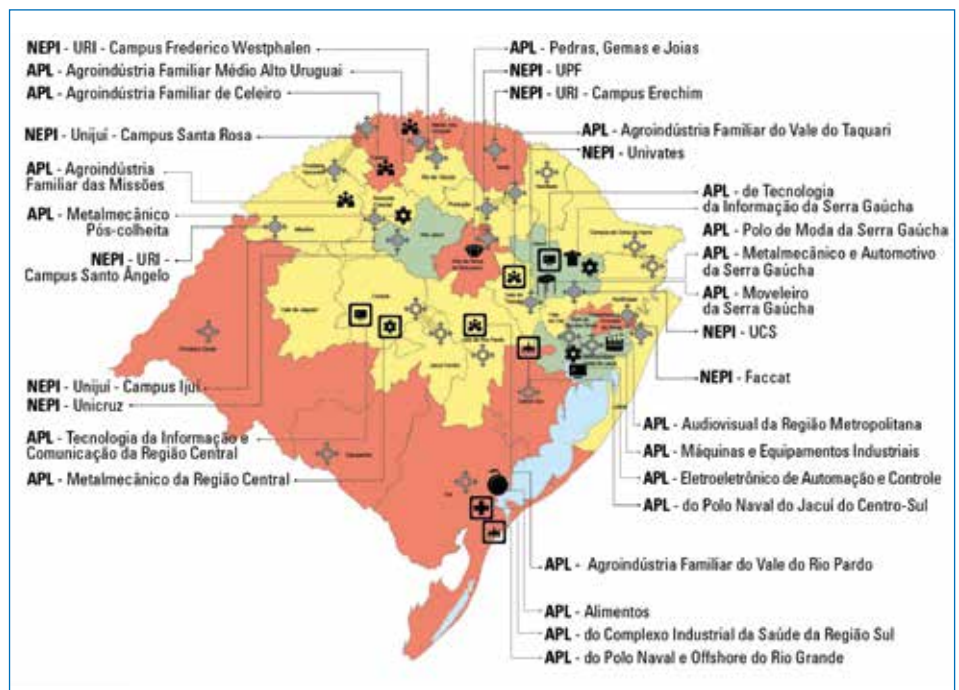 NEPI - URI - Campus Frederico Westphalen
APL - Agroindústria Familiar Médio Alto Uruguai
APL - Agroindústria Familiar de Celeiro
NEPI - Unijuí - Campus Santa Rosa
APL - Agroindústria
Familiar das Missões
APL - Metalmecânico
Pós-colheita
NEPI - URI
Campus Santo Ângelo
NEPI - Unijuí - Campus Ijuí
NEPI - Unicruz
APL - Tecnologia da Informação e
Comunicação da Região Central
APL - Metalmecânico da Região Central
APL - Pedras, Gemas e Joias
NEPI - UPF
NEPI - URI - Campus Erechim
APL - Agroindústria Familiar do Vale do Taquari
NEPI - Univates
APL - de Tecnologia
da Informação da Serra Gaúcha
APL - Polo de Moda da Serra Gaúcha
APL - Metalmecânico e Automotivo
da Serra Gaúcha
APL - Moveleiro
da Serra Gaúcha
NEPI - UCS
NEPI - Faccat
APL - Audiovisual da Região Metropolitana
APL - Máquinas e Equipamentos Industriais
APL - Eletroeletrônico de Automação e Controle
APL - do Polo Naval do Jacuí do Centro-Sul
APL - Agroindústria Familiar do Vale do Rio Pardo
APL - Alimentos
APL - do Complexo Industrial da Saúde da Região Sul
APL - do Polo Naval e Offshore do Rio Grande